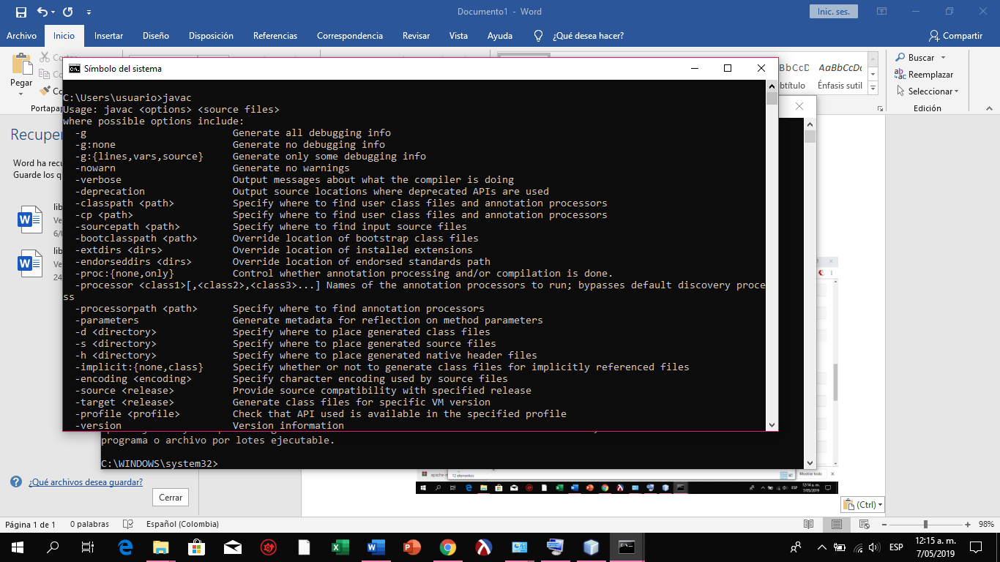 Documento1 - Word
Inic. ses.
Archivo Inicio Insertar Diseño Disposición Referencias Correspondencia Revisar Vista Ayuda ¿Qué desea hacer? Compartir
Pegar
Portapap
Símbolo del sistema
AaBbCcDc
Énfasis sutil
Buscar
Reemplazar
Seleccionar
Edición
Word ha recu
Guarde los q
lib
Ve
6/0
lib
Ve
24
C:\Users\usuario>javac
Usage: javac <options> <source files>
where possible options include:
-g Generate all debugging info
-g:none Generate no debugging info
-g:{lines,vars,source} Generate only some debugging info
-nowarn Generate no warnings
-verbose Output messages about what the compiler is doing
-deprecation Output source locations where deprecated APIs are used
-classpath <path> Specify where to find user class files and annotation processors
-cp <path> Specify where to find user class files and annotation processors
-sourcepath <path> Specify where to find input source files
-bootclasspath <path> Override location of bootstrap class files
-extdirs <dirs> Override location of installed extensions
-endorseddirs <dirs> Override location of endorsed standards path
-proc:{none,only} Control whether annotation processing and/or compilation is done.
-processor <class1>[,<class2>,<class3>...] Names of the annotation processors to run; bypasses default discovery proce
ss
-processorpath <path> Specify where to find annotation processors
-parameters Generate metadata for reflection on method parameters
-d <directory> Specify where to place generated class files
-s <directory> Specify where to place generated source files
-h <directory> Specify where to place generated native header files
-implicit:{none,class} Specify whether or not to generate class files for implicitly referenced files
-encoding <encoding> Specify character encoding used by source files
-source <release> Provide source compatibility with specified release
-target <release> Generate class files for specific VM version
-profile <profile> Check that API used is available in the specified profile
-version Version information
programa o archivo por lotes ejecutable.
C:\WINDOWS\system32>
12 elementos
Mostrar todo
ESP
12:14 a. m.
7/05/2019
¿Qué archivos desea guardar?
Cerrar
(Ctrl)
Página 1 de 1 0 palabras Español (Colombia) 98%
ESP
12:15 a. m.
7/05/2019